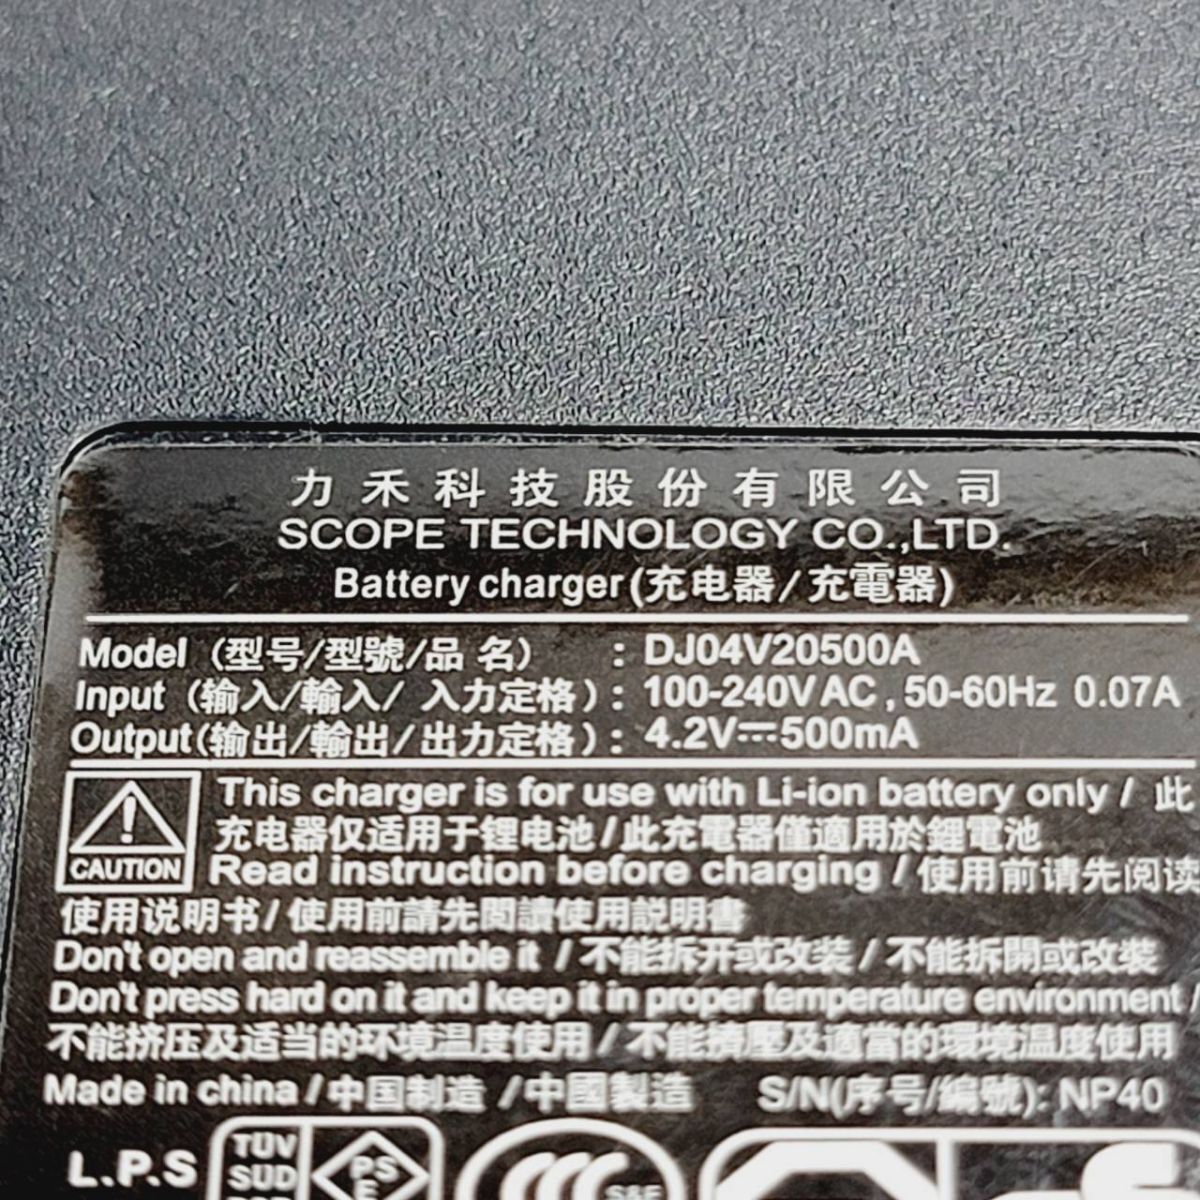 力禾科技股份有限公司
SCOPE TECHNOLOGY CO.,LTD.
Battery charger(充电器/充電器)
Model (型号/型號/品 名) : DJ04V20500A
Input (输入/輸入/ 入力定格) : 100-240V AC , 50-60Hz 0.07A
Output(输出/輸出/ 出力定格) : 4.2V⎓500mA
CAUTION
This charger is for use with Li-ion battery only / 此
充电器仅适用于锂电池/此充電器僅適用於鋰電池
Read instruction before charging / 使用前请先阅读
使用说明书/使用前請先閱讀使用說明書
Don't open and reassemble it / 不能拆开或改装/ 不能拆開或改裝
Don't press hard on it and keep it in proper temperature environment /
不能挤压及适当的环境温度使用/ 不能擠壓及適當的環境温度使用
Made in china /中国制造 /中國製造 S/N(序号/編號): NP40
L.P.S
TÜV
SÜD
PS
E
S&E